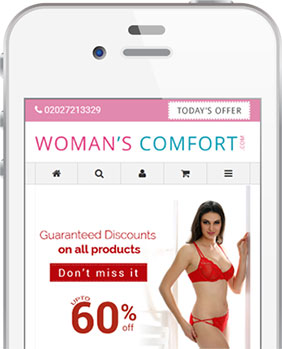 02027213329 TODAY'S OFFER
WOMAN'S COMFORT.COM
Guaranteed Discounts
on all products
Don't miss it
UPTO
60%
off